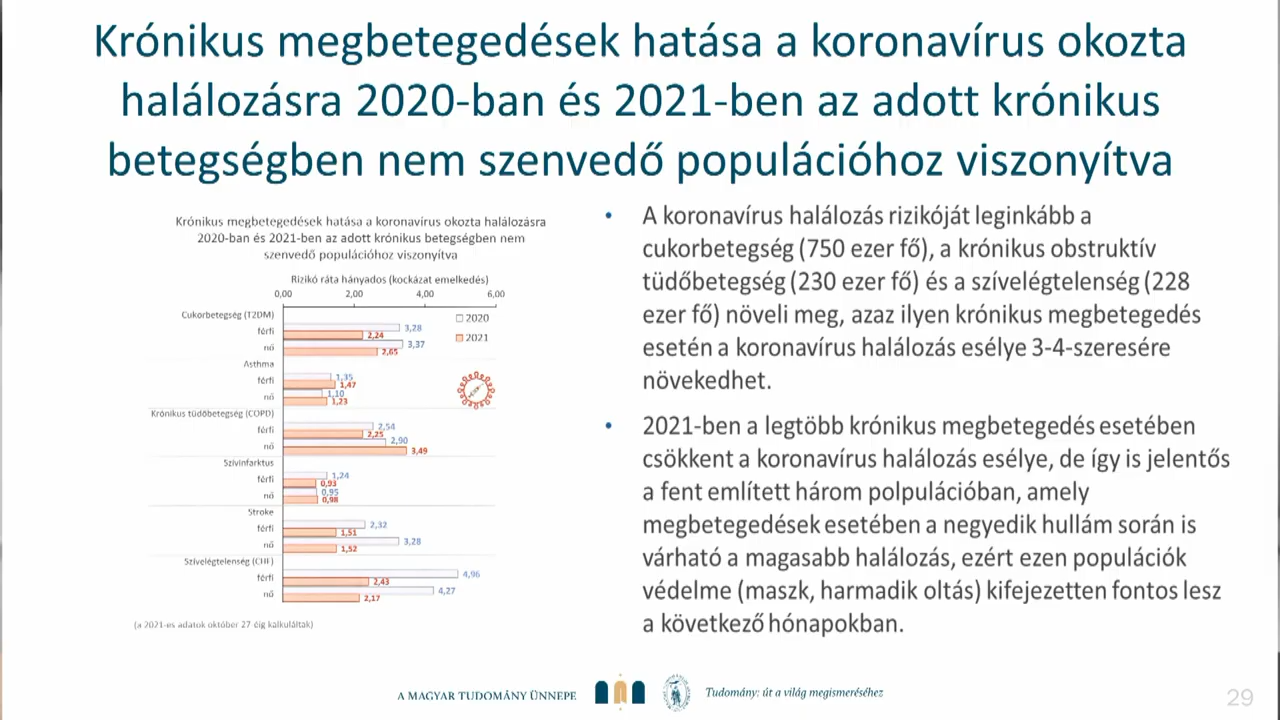 Krónikus megbetegedések hatása a koronavírus okozta
halálozásra 2020-ban és 2021-ben az adott krónikus
betegségben nem szenvedő populációhoz viszonyítva
Krónikus megbetegedések hatása a koronavírus okozta halálozásra
2020-ban és 2021-ben az adott krónikus betegségben nem
szenvedő populációhoz viszonyítva
Rizikó ráta hányados (kockázat emelkedés)
0,00 2,00 4,00 6,00
Cukorbetegség (T2DM)
2020
férfi 3,28
2,24
2021
nő 3,37
2,65
Asthma
férfi 1,35
1,47
nő 1,10
1,23
Krónikus tüdőbetegség (COPD)
férfi 2,54
2,25
nő 2,90
3,49
Szívinfarktus
férfi 1,24
0,93
nő 0,95
0,98
Stroke
férfi 2,32
1,51
nő 3,28
1,52
Szívelégtelenség (CHF)
férfi 4,96
2,43
nő 4,27
2,17
(a 2021-es adatok október 27-éig kalkuláltak)
• A koronavírus halálozás rizikóját leginkább a
cukorbetegség (750 ezer fő), a krónikus obstruktív
tüdőbetegség (230 ezer fő) és a szívelégtelenség (228
ezer fő) növeli meg, azaz ilyen krónikus megbetegedés
esetén a koronavírus halálozás esélye 3-4-szeresére
növekedhet.
• 2021-ben a legtöbb krónikus megbetegedés esetében
csökkent a koronavírus halálozás esélye, de így is jelentős
a fent említett három polpulációban, amely
megbetegedések esetében a negyedik hullám során is
várható a magasabb halálozás, ezért ezen populációk
védelme (maszk, harmadik oltás) kifejezetten fontos lesz
a következő hónapokban.
A MAGYAR TUDOMÁNY ÜNNEPE
Tudomány: út a világ megismeréséhez
29